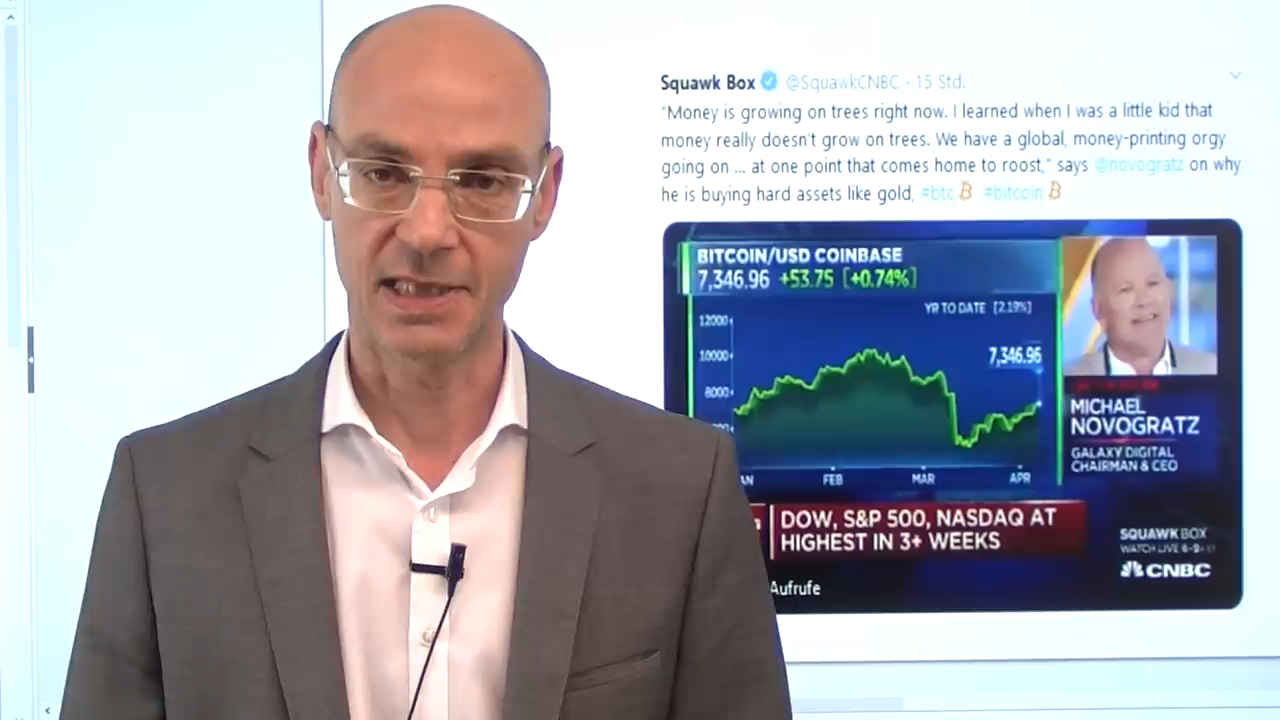 Squawk Box @SquawkCNBC · 15 Std.
"Money is growing on trees right now. I learned when I was a little kid that
money really doesn't grow on trees. We have a global, money-printing orgy
going on ... at one point that comes home to roost," says @novogratz on why
he is buying hard assets like gold, #btc #bitcoin
BITCOIN/USD COINBASE
7,346.96 +53.75 [+0.74%]
YR TO DATE [2.19%]
12000
10000
7,346.96
8000
FEB MAR APR
MICHAEL
NOVOGRATZ
GALAXY DIGITAL
CHAIRMAN & CEO
DOW, S&P 500, NASDAQ AT
HIGHEST IN 3+ WEEKS
SQUAWK BOX
WATCH LIVE
CNBC
Aufrufe